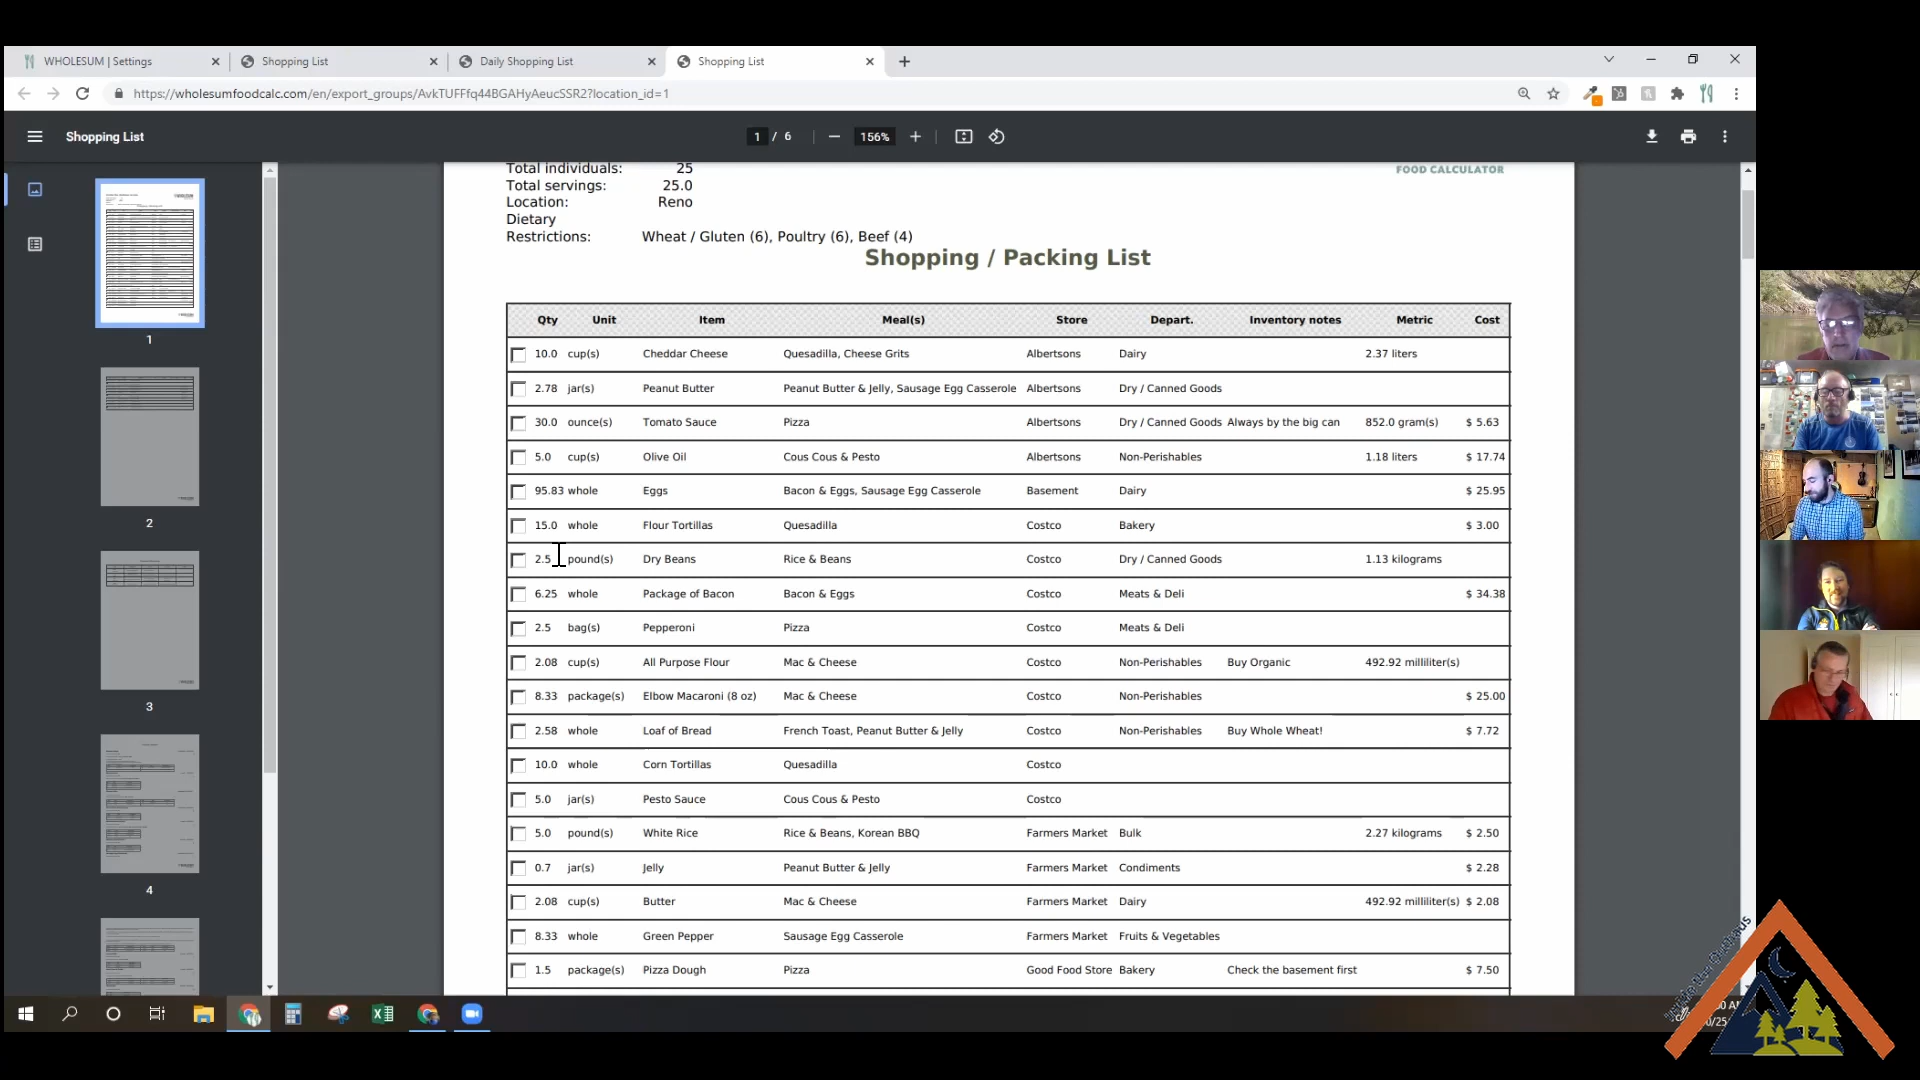 WHOLESUM | Settings
Shopping List
Daily Shopping List
Shopping List
https://wholesumfoodcalc.com/en/export_groups/AvkTUFFfq44BGAHyAeucSSR2?location_id=1
Shopping List
1 / 6
156%
Total individuals: 25
Total servings: 25.0
Location: Reno
Dietary
Restrictions: Wheat / Gluten (6), Poultry (6), Beef (4)
FOOD CALCULATOR
Shopping / Packing List
Qty Unit Item Meal(s) Store Depart. Inventory notes Metric Cost
10.0 cup(s) Cheddar Cheese Quesadilla, Cheese Grits Albertsons Dairy 2.37 liters
2.78 jar(s) Peanut Butter Peanut Butter & Jelly, Sausage Egg Casserole Albertsons Dry / Canned Goods
30.0 ounce(s) Tomato Sauce Pizza Albertsons Dry / Canned Goods Always by the big can 852.0 gram(s) $ 5.63
5.0 cup(s) Olive Oil Cous Cous & Pesto Albertsons Non-Perishables 1.18 liters $ 17.74
95.83 whole Eggs Bacon & Eggs, Sausage Egg Casserole Basement Dairy $ 25.95
15.0 whole Flour Tortillas Quesadilla Costco Bakery $ 3.00
2.5 pound(s) Dry Beans Rice & Beans Costco Dry / Canned Goods 1.13 kilograms
6.25 whole Package of Bacon Bacon & Eggs Costco Meats & Deli $ 34.38
2.5 bag(s) Pepperoni Pizza Costco Meats & Deli
2.08 cup(s) All Purpose Flour Mac & Cheese Costco Non-Perishables Buy Organic 492.92 milliliter(s)
8.33 package(s) Elbow Macaroni (8 oz) Mac & Cheese Costco Non-Perishables $ 25.00
2.58 whole Loaf of Bread French Toast, Peanut Butter & Jelly Costco Non-Perishables Buy Whole Wheat! $ 7.72
10.0 whole Corn Tortillas Quesadilla Costco
5.0 jar(s) Pesto Sauce Cous Cous & Pesto Costco
5.0 pound(s) White Rice Rice & Beans, Korean BBQ Farmers Market Bulk 2.27 kilograms $ 2.50
0.7 jar(s) Jelly Peanut Butter & Jelly Farmers Market Condiments $ 2.28
2.08 cup(s) Butter Mac & Cheese Farmers Market Dairy 492.92 milliliter(s) $ 2.08
8.33 whole Green Pepper Sausage Egg Casserole Farmers Market Fruits & Vegetables
1.5 package(s) Pizza Dough Pizza Good Food Store Bakery Check the basement first $ 7.50
1
2
3
4